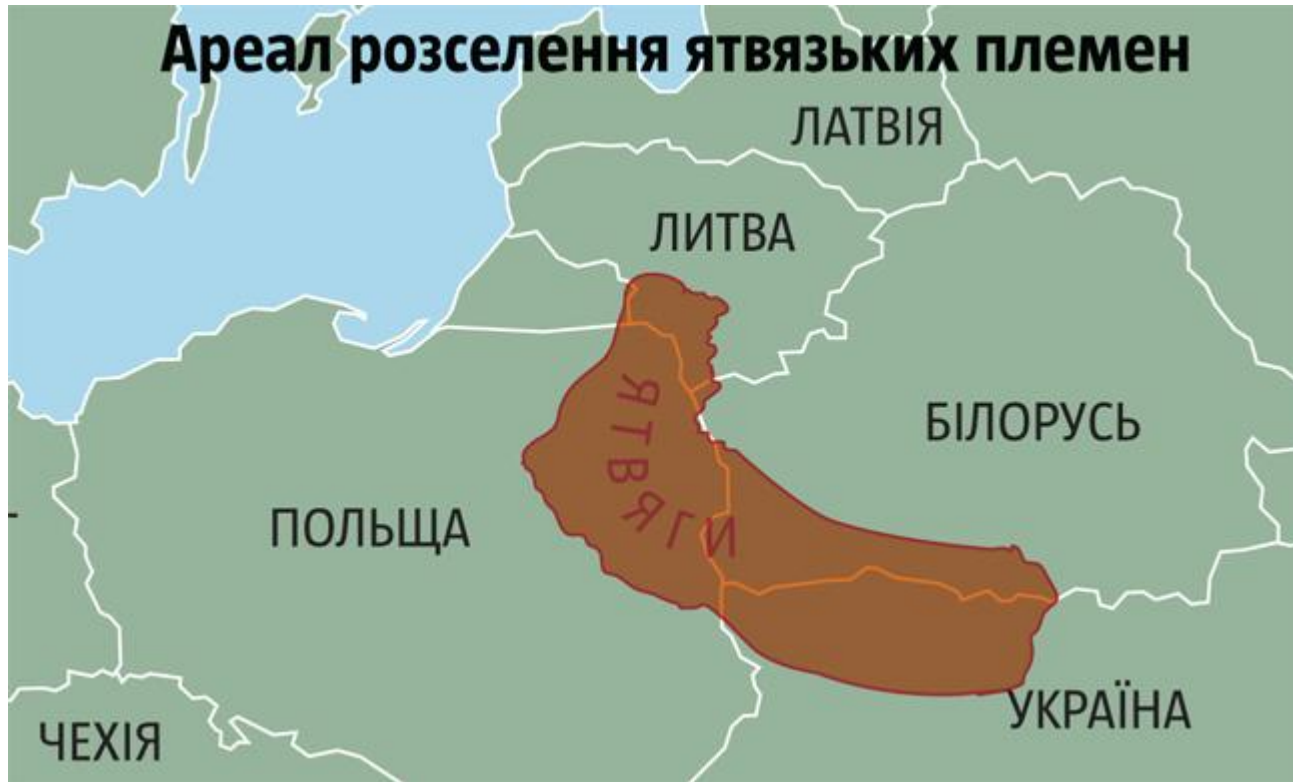 Ареал розселення ятвязьких племен
ЛАТВІЯ
ЛИТВА
ЯТВЯГИ
БІЛОРУСЬ
ПОЛЬЩА
УКРАЇНА
ЧЕХІЯ